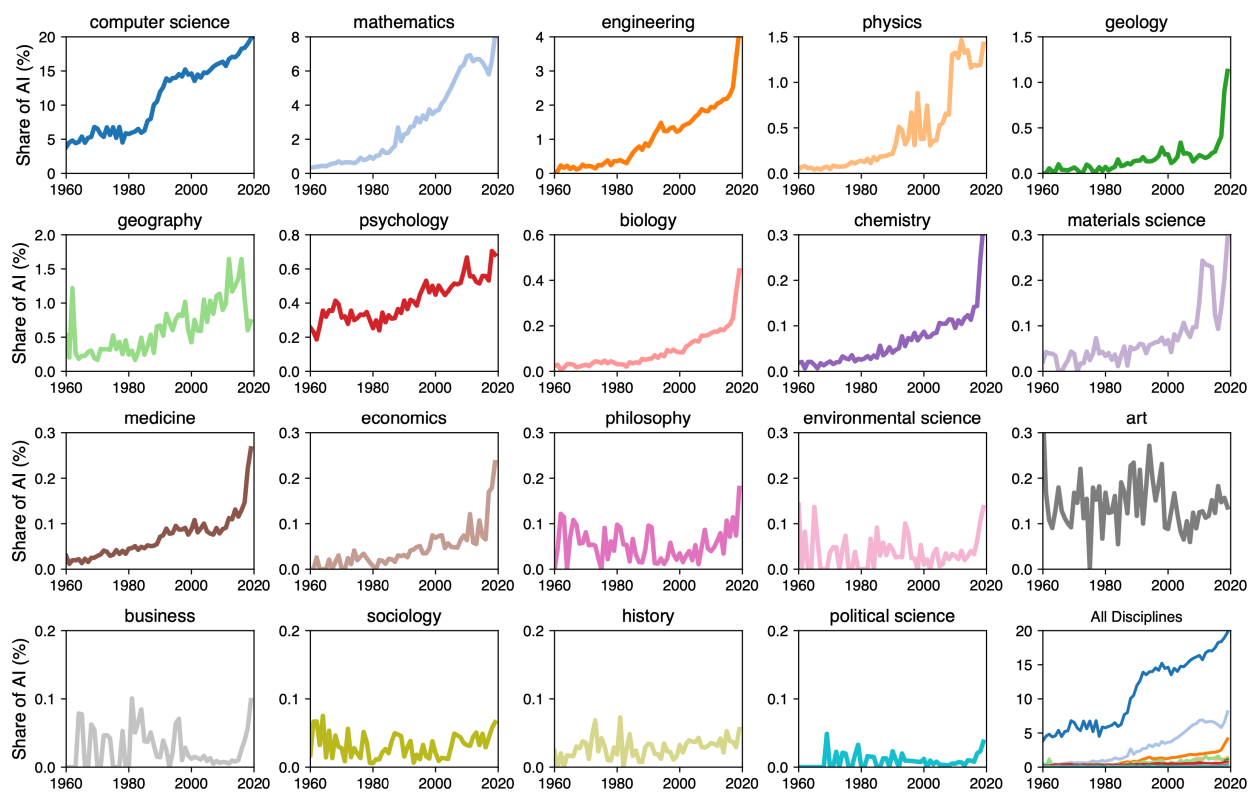 computer science
mathematics
engineering
physics
geology
Share of AI (%)
20
15
10
5
0
1960 1980 2000 2020
8
6
4
2
0
1960 1980 2000 2020
4
3
2
1
0
1960 1980 2000 2020
1.5
1.0
0.5
0.0
1960 1980 2000 2020
1.5
1.0
0.5
0.0
1960 1980 2000 2020
geography
psychology
biology
chemistry
materials science
Share of AI (%)
2.0
1.5
1.0
0.5
0.0
1960 1980 2000 2020
0.8
0.6
0.4
0.2
0.0
1960 1980 2000 2020
0.6
0.4
0.2
0.0
1960 1980 2000 2020
0.3
0.2
0.1
0.0
1960 1980 2000 2020
0.3
0.2
0.1
0.0
1960 1980 2000 2020
medicine
economics
philosophy
environmental science
art
Share of AI (%)
0.3
0.2
0.1
0.0
1960 1980 2000 2020
0.3
0.2
0.1
0.0
1960 1980 2000 2020
0.3
0.2
0.1
0.0
1960 1980 2000 2020
0.3
0.2
0.1
0.0
1960 1980 2000 2020
0.3
0.2
0.1
0.0
1960 1980 2000 2020
business
sociology
history
political science
All Disciplines
Share of AI (%)
0.2
0.1
0.0
1960 1980 2000 2020
0.2
0.1
0.0
1960 1980 2000 2020
0.2
0.1
0.0
1960 1980 2000 2020
0.2
0.1
0.0
1960 1980 2000 2020
20
15
10
5
0
1960 1980 2000 2020